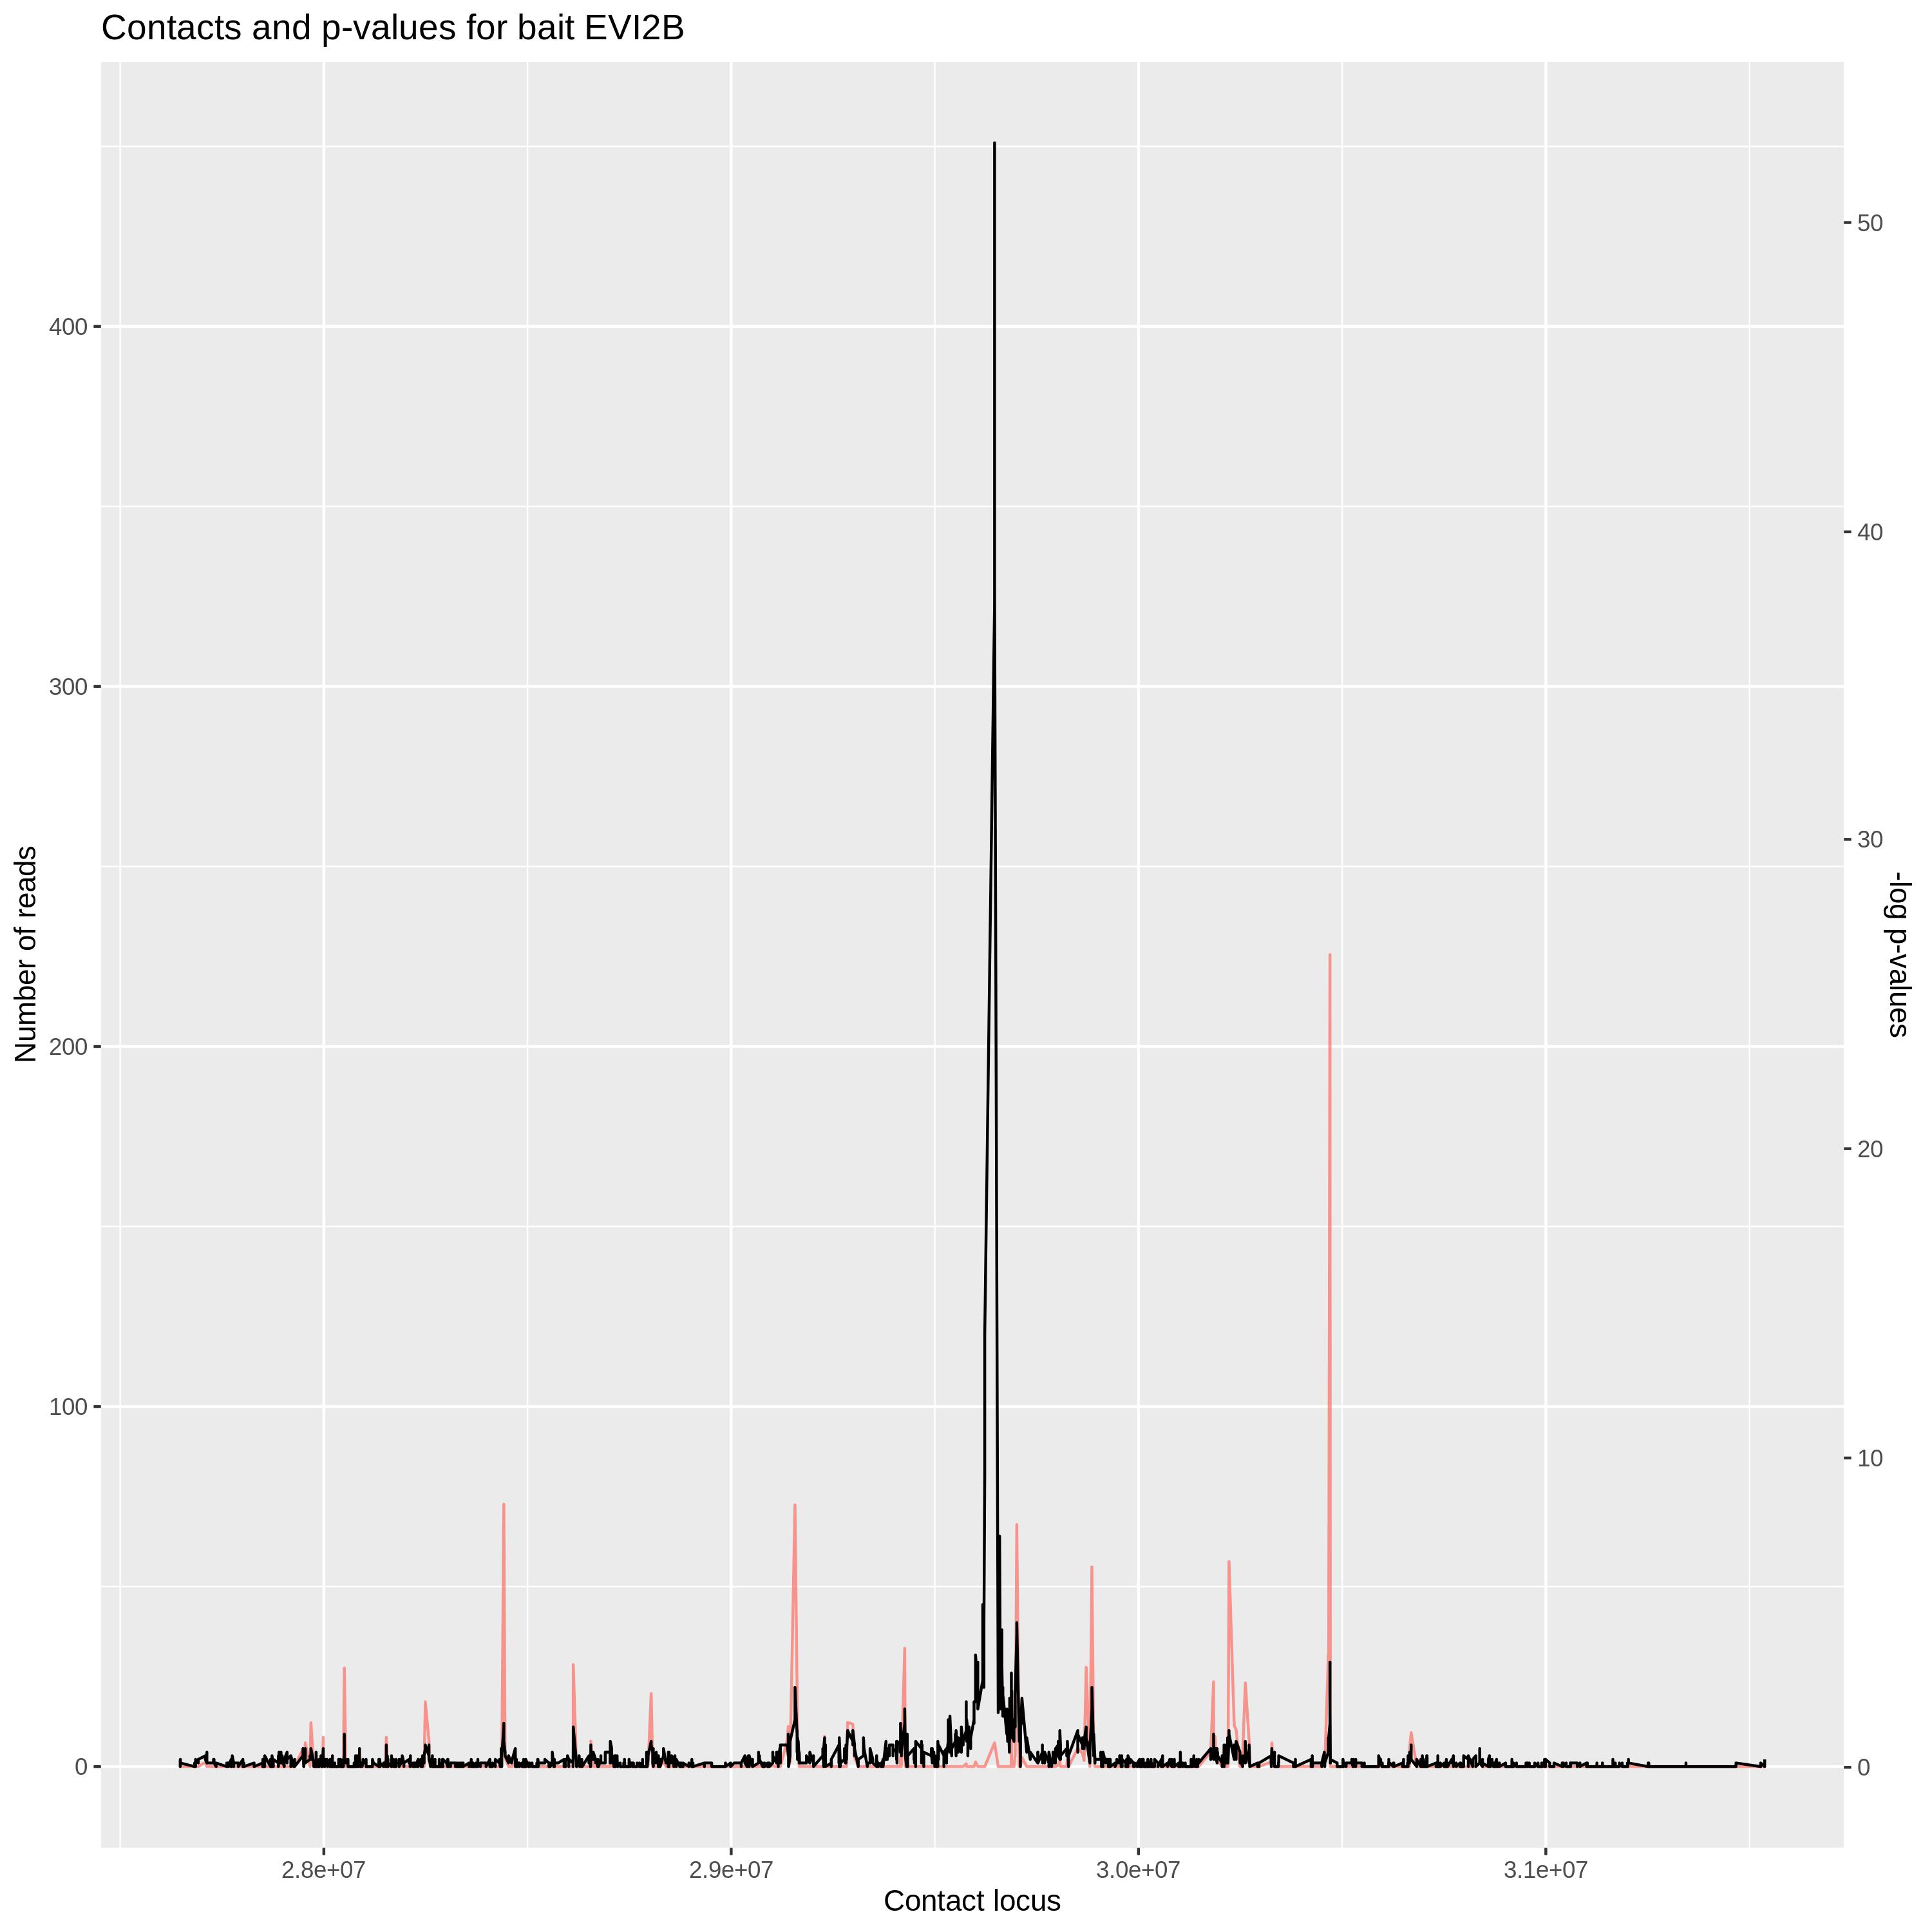 Contacts and p-values for bait EVI2B
Number of reads
400
300
200
100
0
50
40
30
20
10
0
-log p-values
2.8e+07 2.9e+07 3.0e+07 3.1e+07
Contact locus